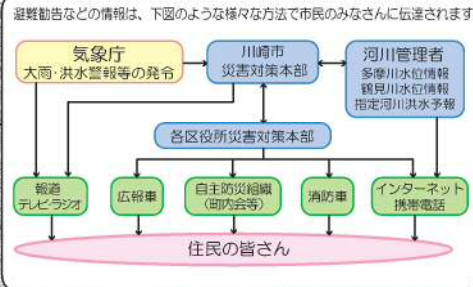 避難勧告などの情報は、下図のような様々な方法で市民のみなさんに伝達されます
気象庁
大雨・洪水警報等の発令
川崎市
災害対策本部
河川管理者
多摩川水位情報
鶴見川水位情報
指定河川洪水予報
各区役所災害対策本部
報道
テレビ・ラジオ
広報車
自主防災組織
(町内会等)
消防車
インターネット
携帯電話
住民の皆さん